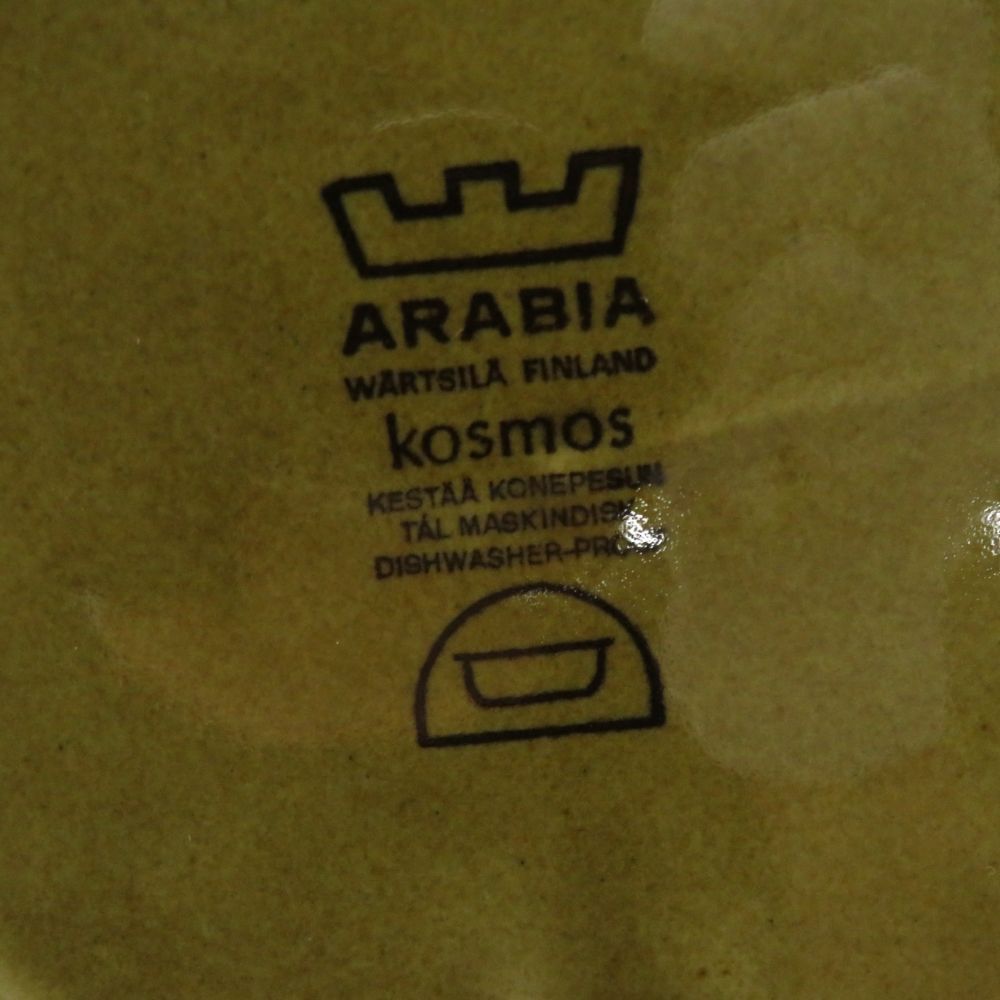 ARABIA
WÄRTSILÄ FINLAND
kosmos
KESTÄÄ KONEPESUN
TÅL MASKINDISK
DISHWASHER-PROOF